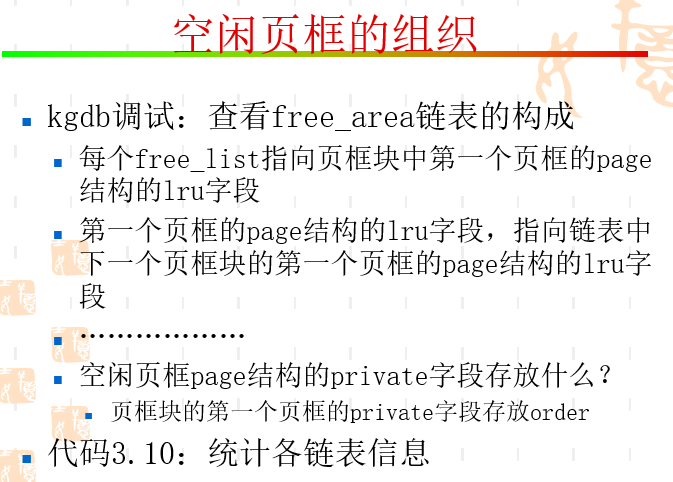 空闲页框的组织
kgdb调试：查看free_area链表的构成
每个free_list指向页框块中第一个页框的page
结构的lru字段
第一个页框的page结构的lru字段，指向链表中
下一个页框块的第一个页框的page结构的lru字
段
………………
空闲页框page结构的private字段存放什么？
页框块的第一个页框的private字段存放order
代码3.10：统计各链表信息